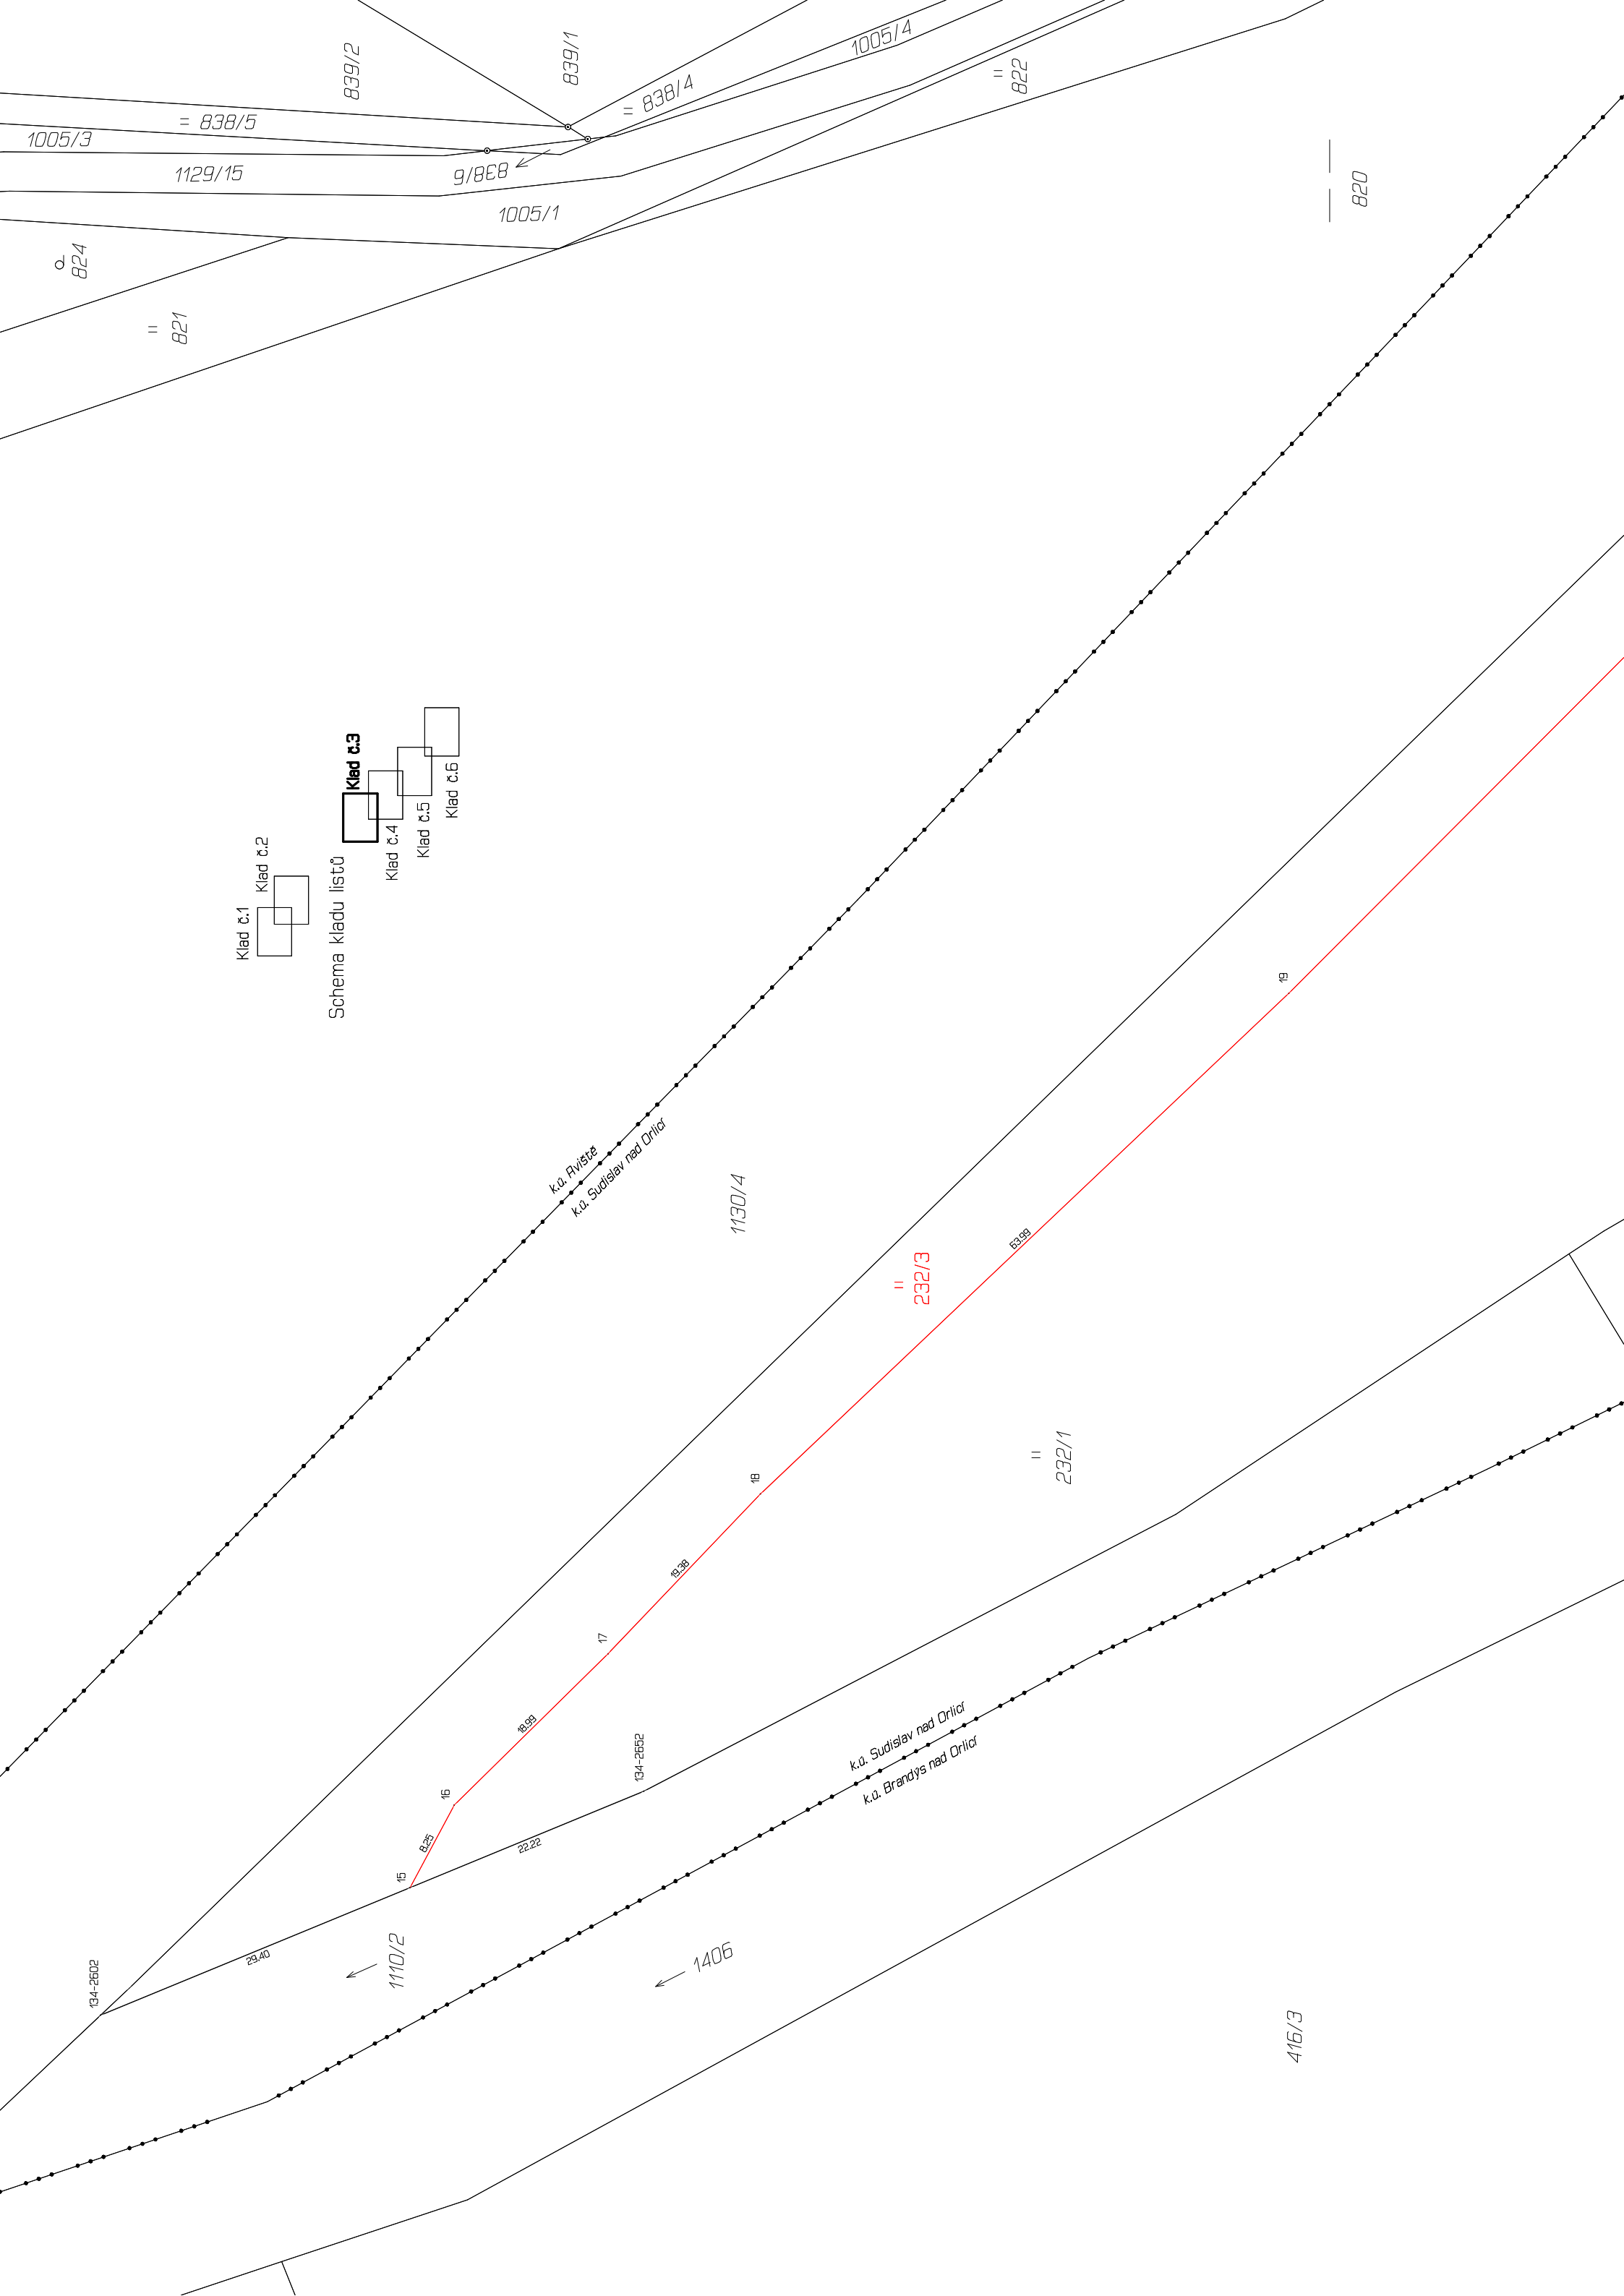 839/2
839/1
1005/4
822
838/4
838/5
1005/3
1129/15
838/6
1005/1
820
824
821
Klad č.3
Klad č.6
Klad č.5
Klad č.4
Klad č.2
Klad č.1
Schema kladu listů
19
k.ú. Aviště
k.ú. Sudislav nad Orlicí
1130/4
63.99
232/3
232/1
18
19.38
17
18.99
134-2652
k.ú. Sudislav nad Orlicí
k.ú. Brandýs nad Orlicí
16
8.25
22.22
15
29.40
1110/2
1406
134-2602
416/3